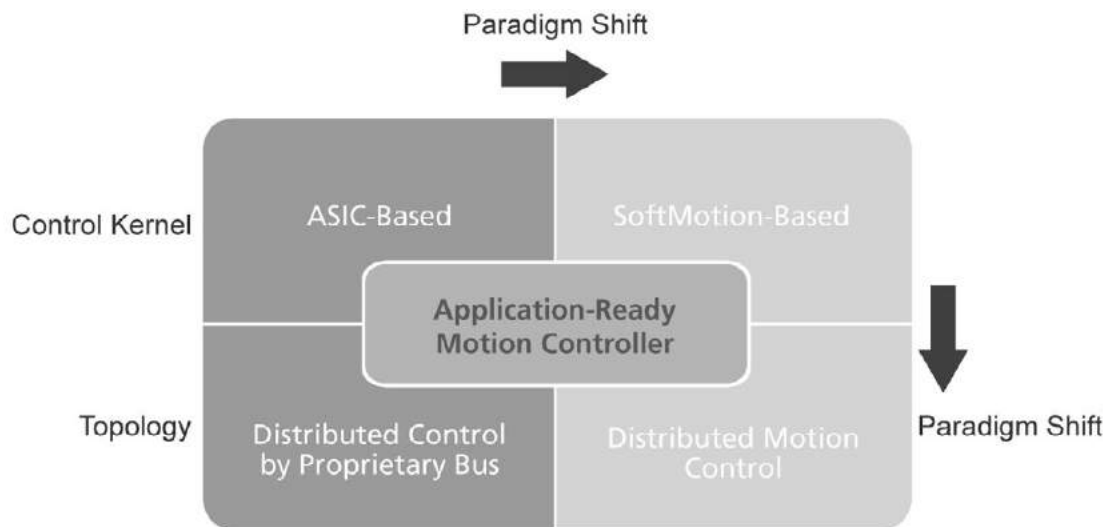 Paradigm Shift
Control Kernel
ASIC-Based
SoftMotion-Based
Application-Ready
Motion Controller
Topology
Distributed Control
by Proprietary Bus
Distributed Motion
Control
Paradigm Shift